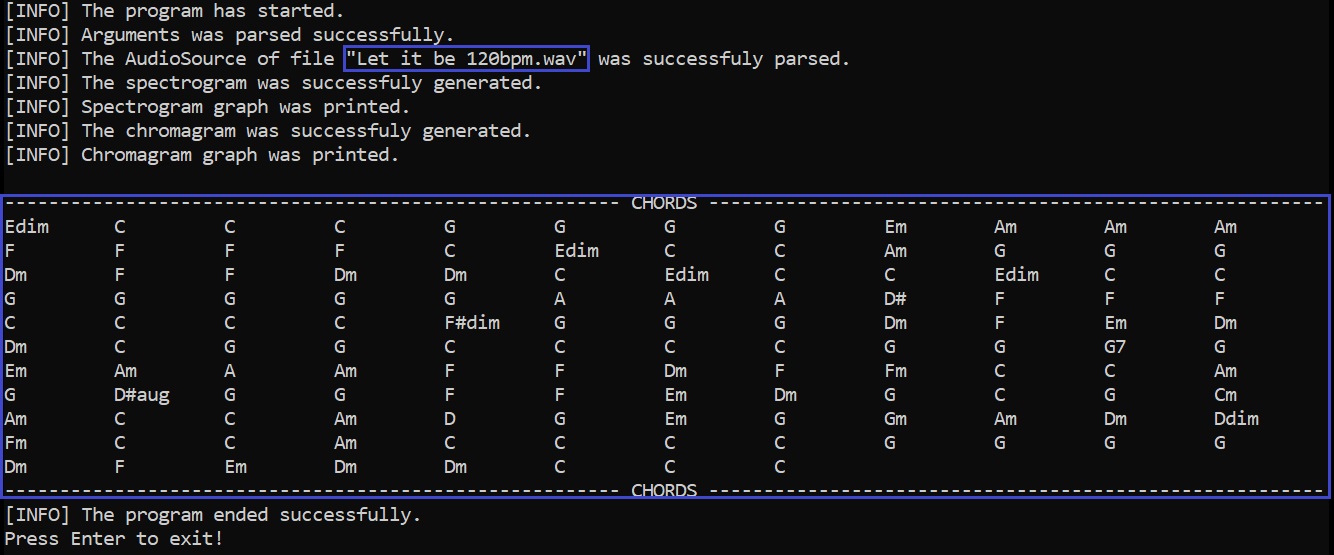 [INFO] The program has started.
[INFO] Arguments was parsed successfully.
[INFO] The AudioSource of file "Let it be 120bpm.wav" was successfuly parsed.
[INFO] The spectrogram was successfuly generated.
[INFO] Spectrogram graph was printed.
[INFO] The chromagram was successfuly generated.
[INFO] Chromagram graph was printed.
-------------------------------------------------------- CHORDS --------------------------------------------------------
Edim C C C G G G G Em Am Am Am
F F F F C Edim C C Am G G G
Dm F F Dm Dm C Edim C C Edim C C
G G G G G A A A D# F F F
C C C C F#dim G G G Dm F Em Dm
Dm C G G C C C C G G G7 G
Em Am A Am F F Dm F Fm C C Am
G D#aug G G F F Em Dm G C G Cm
Am C C Am D G Em G Gm Am Dm Ddim
Fm C C Am C C C C G G G G
Dm F Em Dm Dm C C C
-------------------------------------------------------- CHORDS --------------------------------------------------------
[INFO] The program ended successfully.
Press Enter to exit!